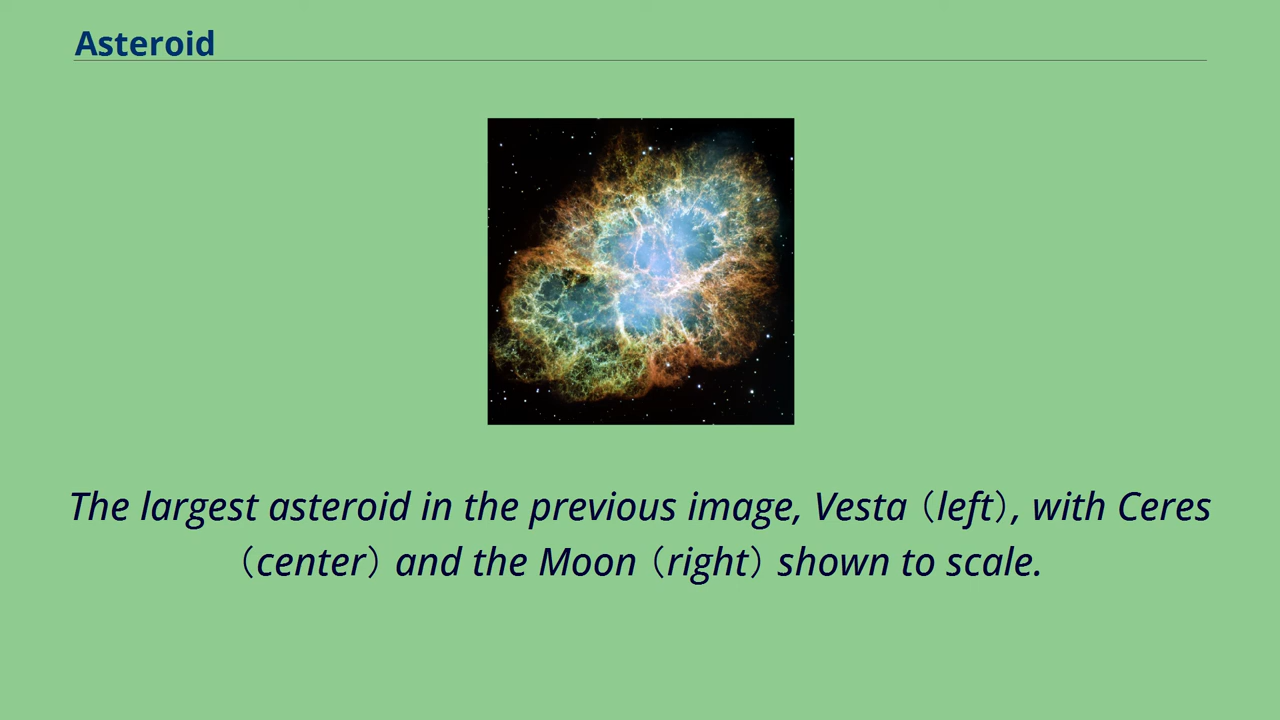 Asteroid
The largest asteroid in the previous image, Vesta（left）, with Ceres
（center）and the Moon（right）shown to scale.